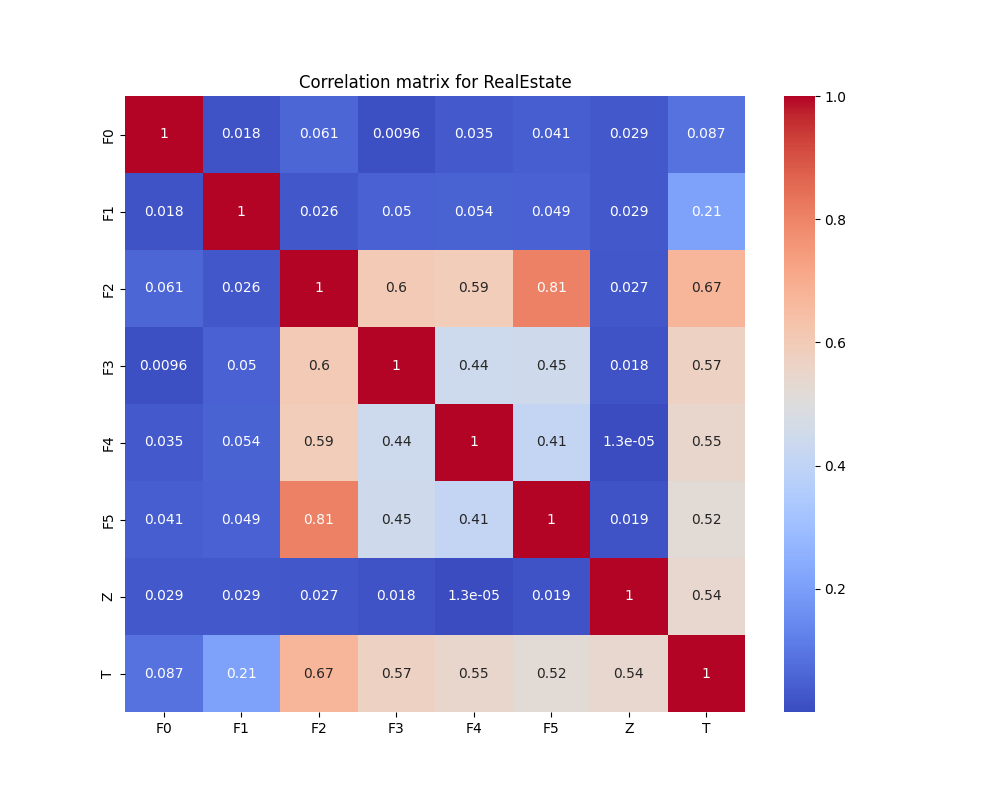 Correlation matrix for RealEstate
F0 1 0.018 0.061 0.0096 0.035 0.041 0.029 0.087
F1 0.018 1 0.026 0.05 0.054 0.049 0.029 0.21
F2 0.061 0.026 1 0.6 0.59 0.81 0.027 0.67
F3 0.0096 0.05 0.6 1 0.44 0.45 0.018 0.57
F4 0.035 0.054 0.59 0.44 1 0.41 1.3e-05 0.55
F5 0.041 0.049 0.81 0.45 0.41 1 0.019 0.52
Z 0.029 0.029 0.027 0.018 1.3e-05 0.019 1 0.54
T 0.087 0.21 0.67 0.57 0.55 0.52 0.54 1
F0 F1 F2 F3 F4 F5 Z T
1.0
0.8
0.6
0.4
0.2